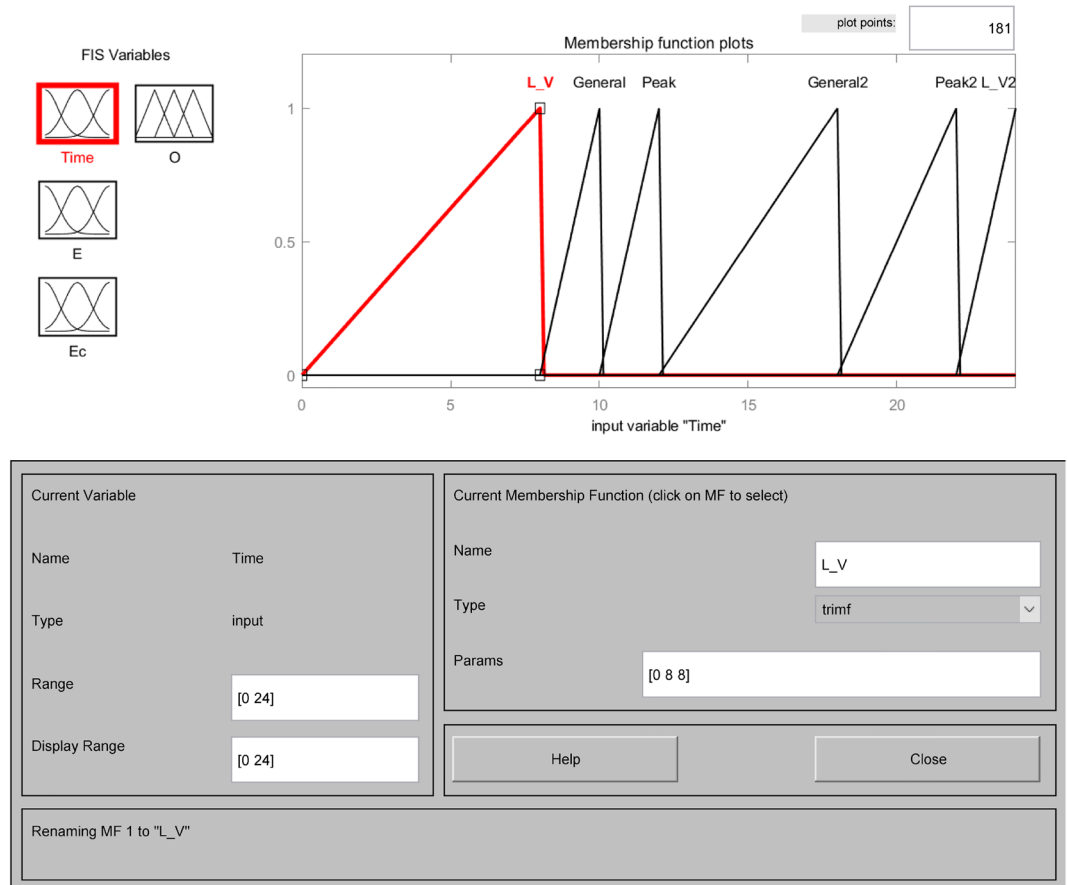 plot points:
181
FIS Variables
Membership function plots
L_V General Peak General2 Peak2 L_V2
Time
O
E
Ec
1
0.5
0
0 5 10 15 20
input variable "Time"
Current Variable
Name Time
Type input
Range [0 24]
Display Range [0 24]
Current Membership Function (click on MF to select)
Name L_V
Type trimf
Params [0 8 8]
Help Close
Renaming MF 1 to "L_V"